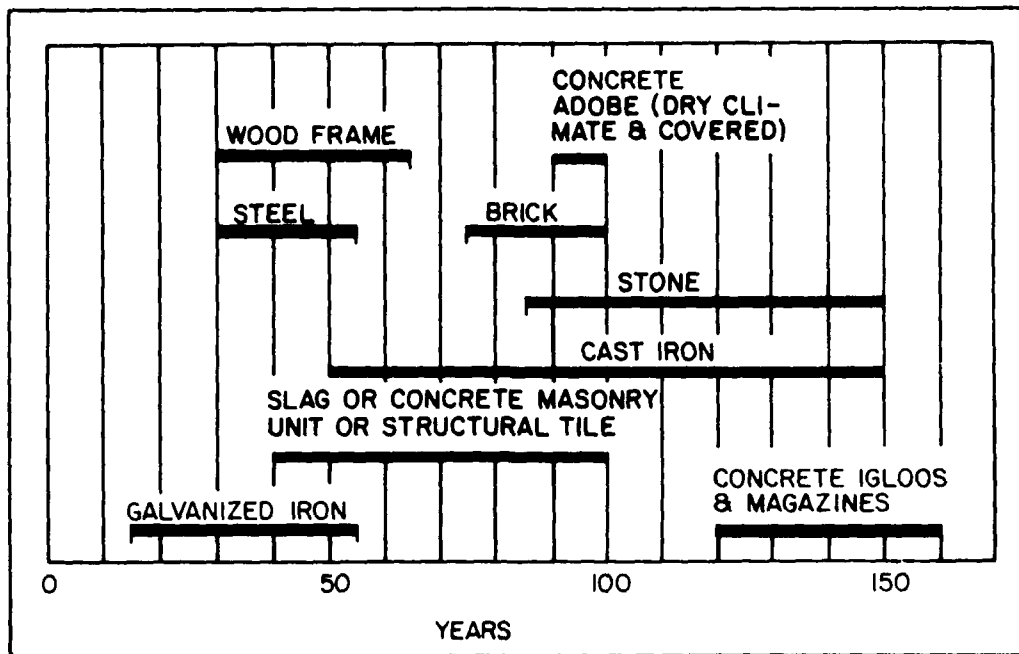 CONCRETE
ADOBE (DRY CLI-
MATE & COVERED)
WOOD FRAME
STEEL
BRICK
STONE
CAST IRON
SLAG OR CONCRETE MASONRY
UNIT OR STRUCTURAL TILE
CONCRETE IGLOOS
& MAGAZINES
GALVANIZED IRON
0 50 100 150
YEARS